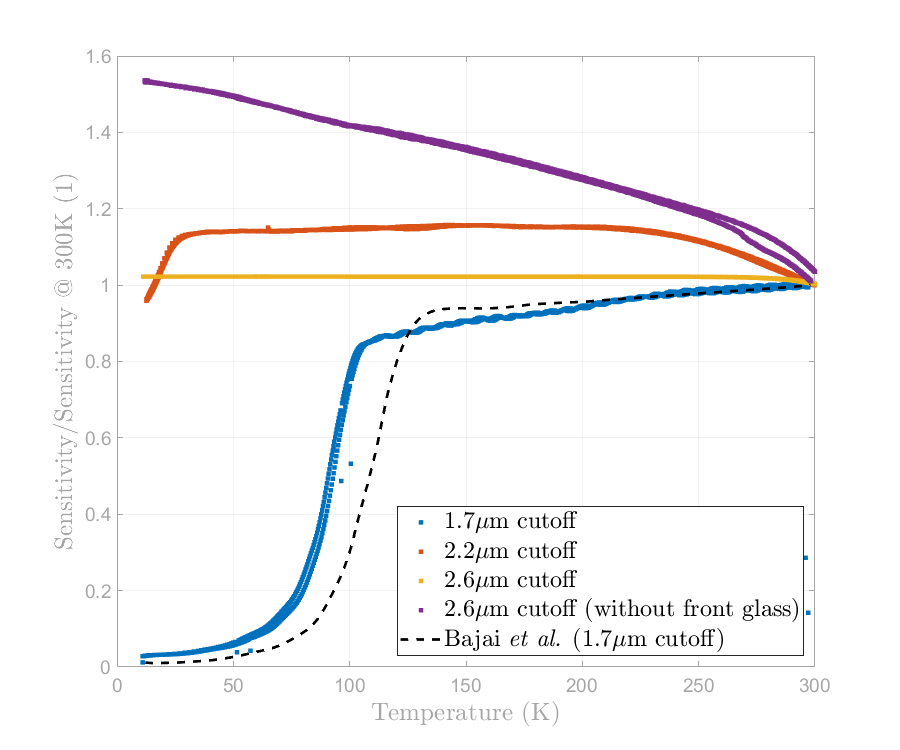 1.6
1.4
1.2
1
0.8
0.6
0.4
0.2
0
Sensitivity/Sensitivity @ 300K (1)
1.7μm cutoff
2.2μm cutoff
2.6μm cutoff
2.6μm cutoff (without front glass)
Bajai et al. (1.7μm cutoff)
0 50 100 150 200 250 300
Temperature (K)